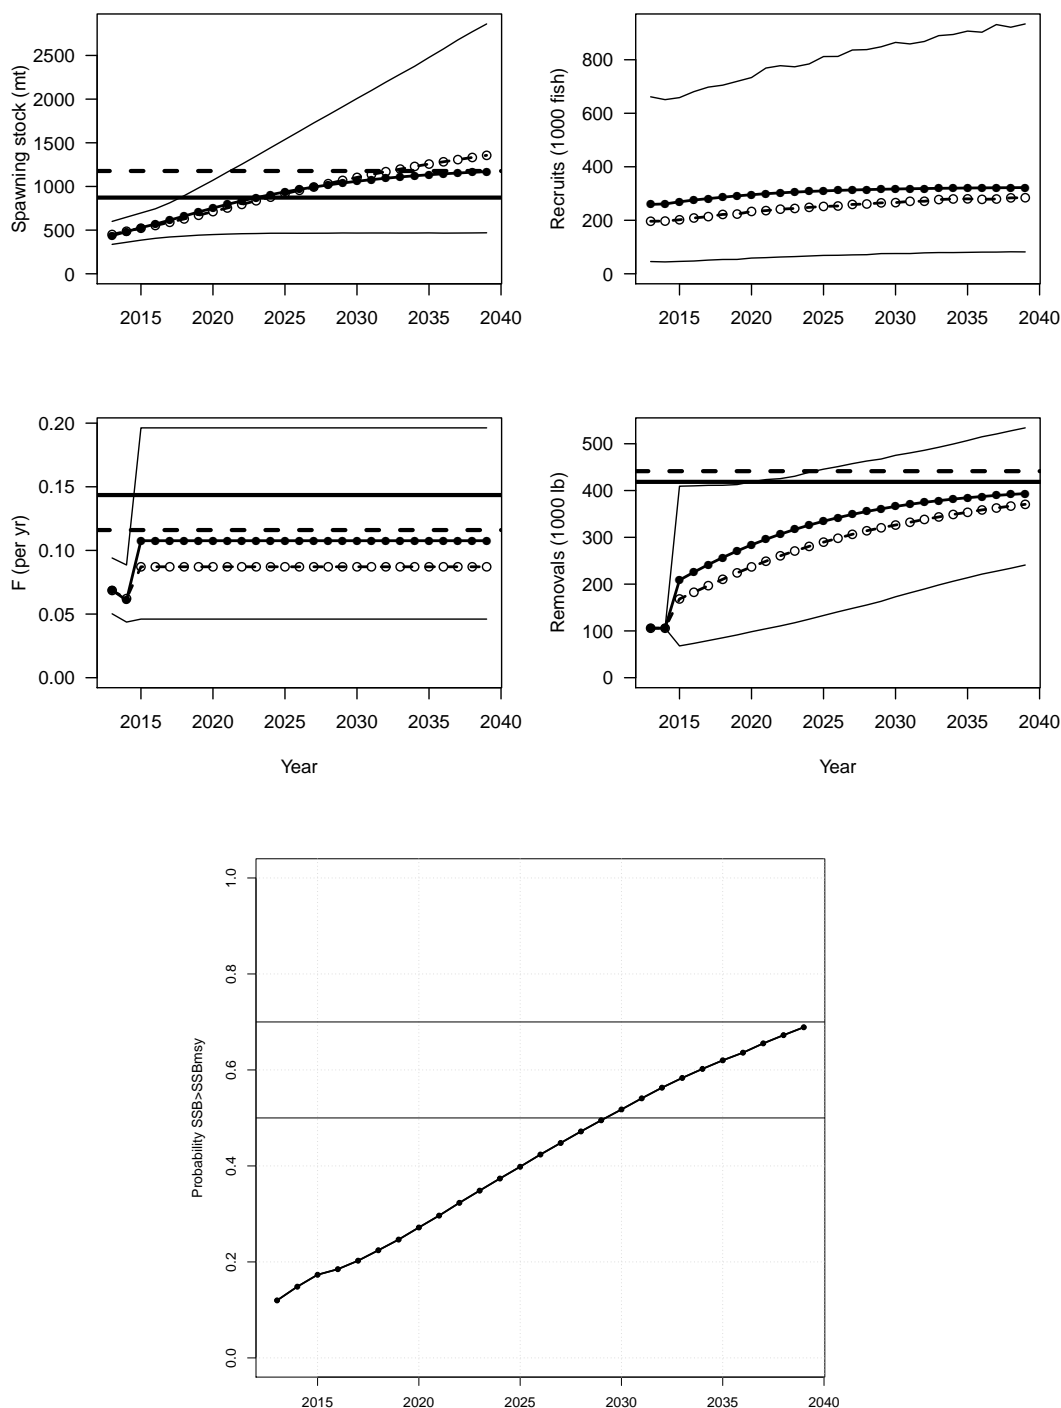 Spawning stock (mt)
0
500
1000
1500
2000
2500
2015 2020 2025 2030 2035 2040
Recruits (1000 fish)
0
200
400
600
800
2015 2020 2025 2030 2035 2040
F (per yr)
0.00
0.05
0.10
0.15
0.20
2015 2020 2025 2030 2035 2040
Year
Removals (1000 lb)
0
100
200
300
400
500
2015 2020 2025 2030 2035 2040
Year
Probability SSB>SSBmsy
0.0
0.2
0.4
0.6
0.8
1.0
2015 2020 2025 2030 2035 2040